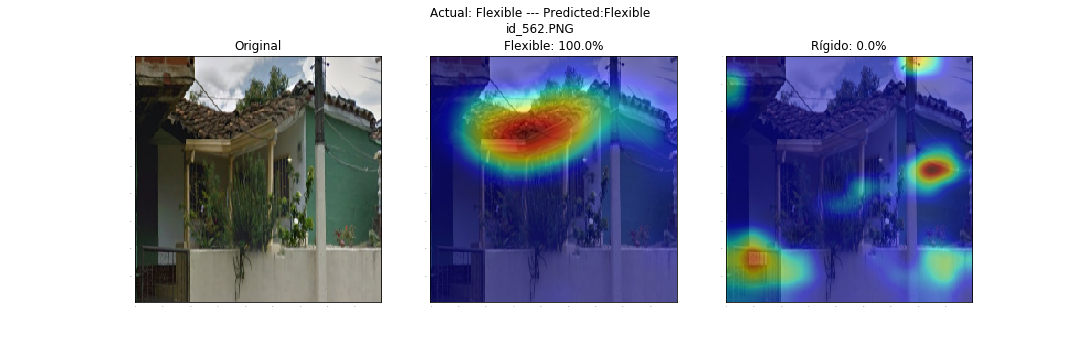 Actual: Flexible --- Predicted:Flexible
id_562.PNG
Original
Flexible: 100.0%
Rígido: 0.0%